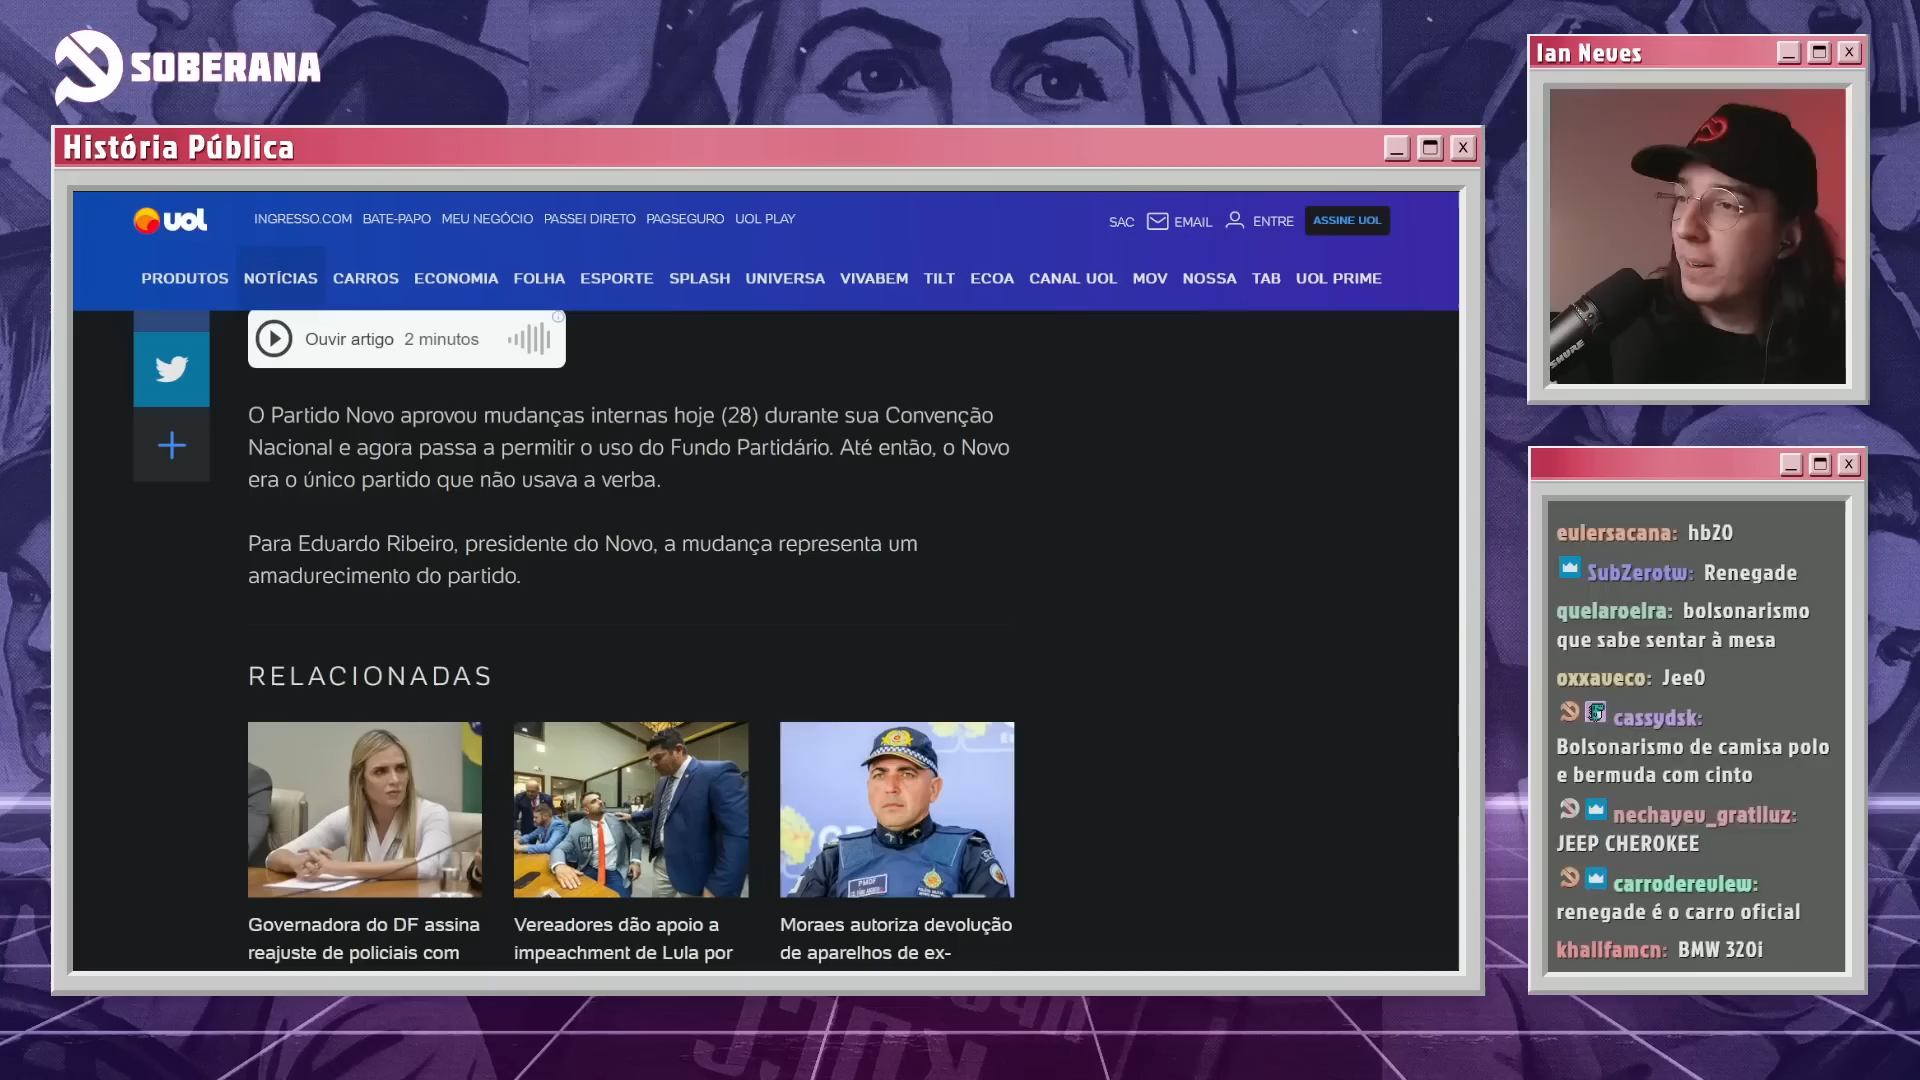 SOBERANA
História Pública
X
uol
INGRESSO.COM BATE-PAPO MEU NEGÓCIO PASSEI DIRETO PAGSEGURO UOL PLAY
SAC EMAIL ENTRE ASSINE UOL
PRODUTOS NOTÍCIAS CARROS ECONOMIA FOLHA ESPORTE SPLASH UNIVERSA VIVABEM TILT ECOA CANAL UOL MOV NOSSA TAB UOL PRIME
Ouvir artigo 2 minutos
O Partido Novo aprovou mudanças internas hoje (28) durante sua Convenção
Nacional e agora passa a permitir o uso do Fundo Partidário. Até então, o Novo
era o único partido que não usava a verba.
Para Eduardo Ribeiro, presidente do Novo, a mudança representa um
amadurecimento do partido.
RELACIONADAS
PMDF
Governadora do DF assina
reajuste de policiais com
Vereadores dão apoio a
impeachment de Lula por
Moraes autoriza devolução
de aparelhos de ex-
Ian Neves
X
SHURE
X
eulersacana: hb20
SubZerotw: Renegade
quelaroeira: bolsonarismo
que sabe sentar à mesa
oxxaveco: Jee0
cassydsk:
Bolsonarismo de camisa polo
e bermuda com cinto
nechayev_gratiluz:
JEEP CHEROKEE
carrodereview:
renegade é o carro oficial
khalifamcn: BMW 320i